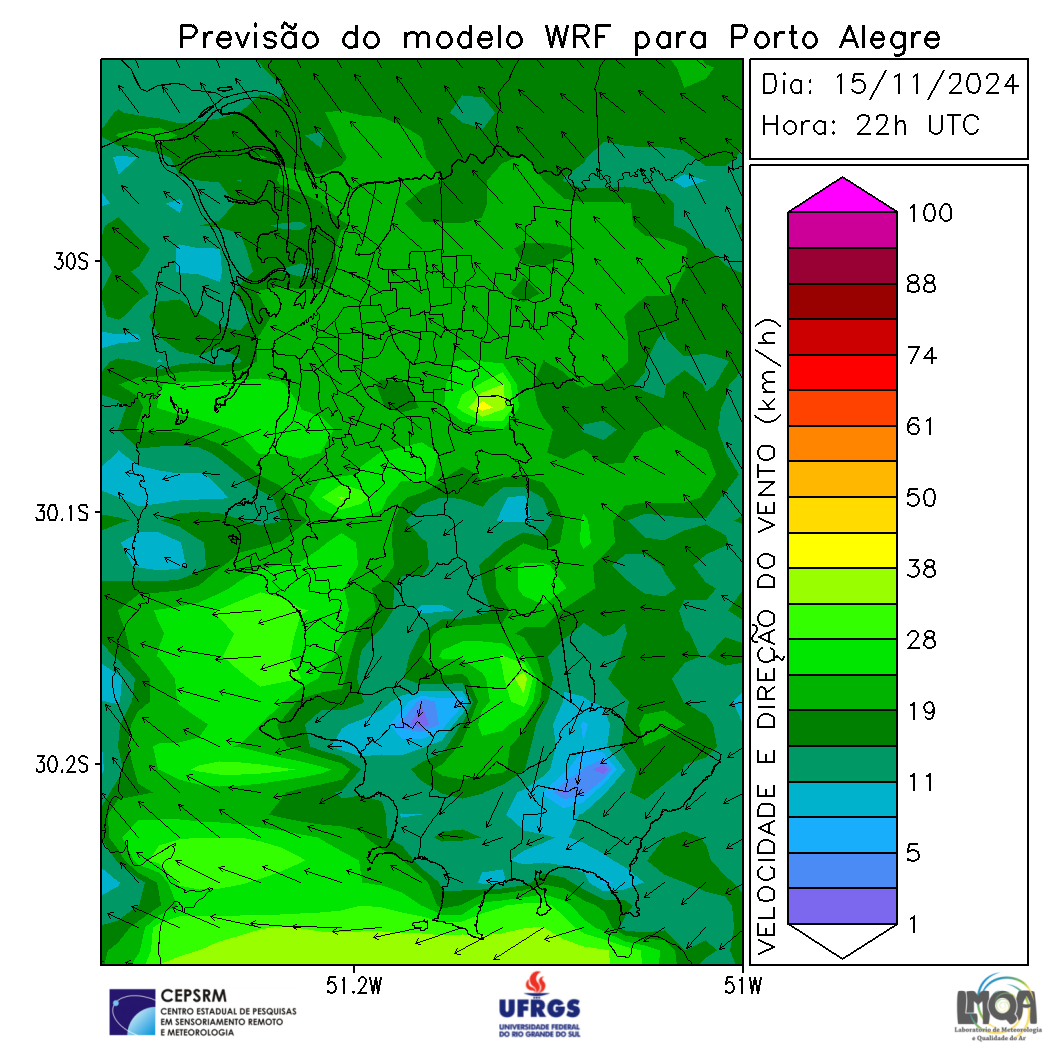 Previsão do modelo WRF para Porto Alegre
Dia: 15/11/2024
Hora: 22h UTC
30S
30.1S
30.2S
51.2W
51W
VELOCIDADE E DIREÇÃO DO VENTO (km/h)
100
88
74
61
50
38
28
19
11
5
1
CEPSRM
CENTRO ESTADUAL DE PESQUISAS
EM SENSORIAMENTO REMOTO
E METEOROLOGIA
UFRGS
UNIVERSIDADE FEDERAL
DO RIO GRANDE DO SUL
LMQA
Laboratório de Meteorologia
e Qualidade do Ar